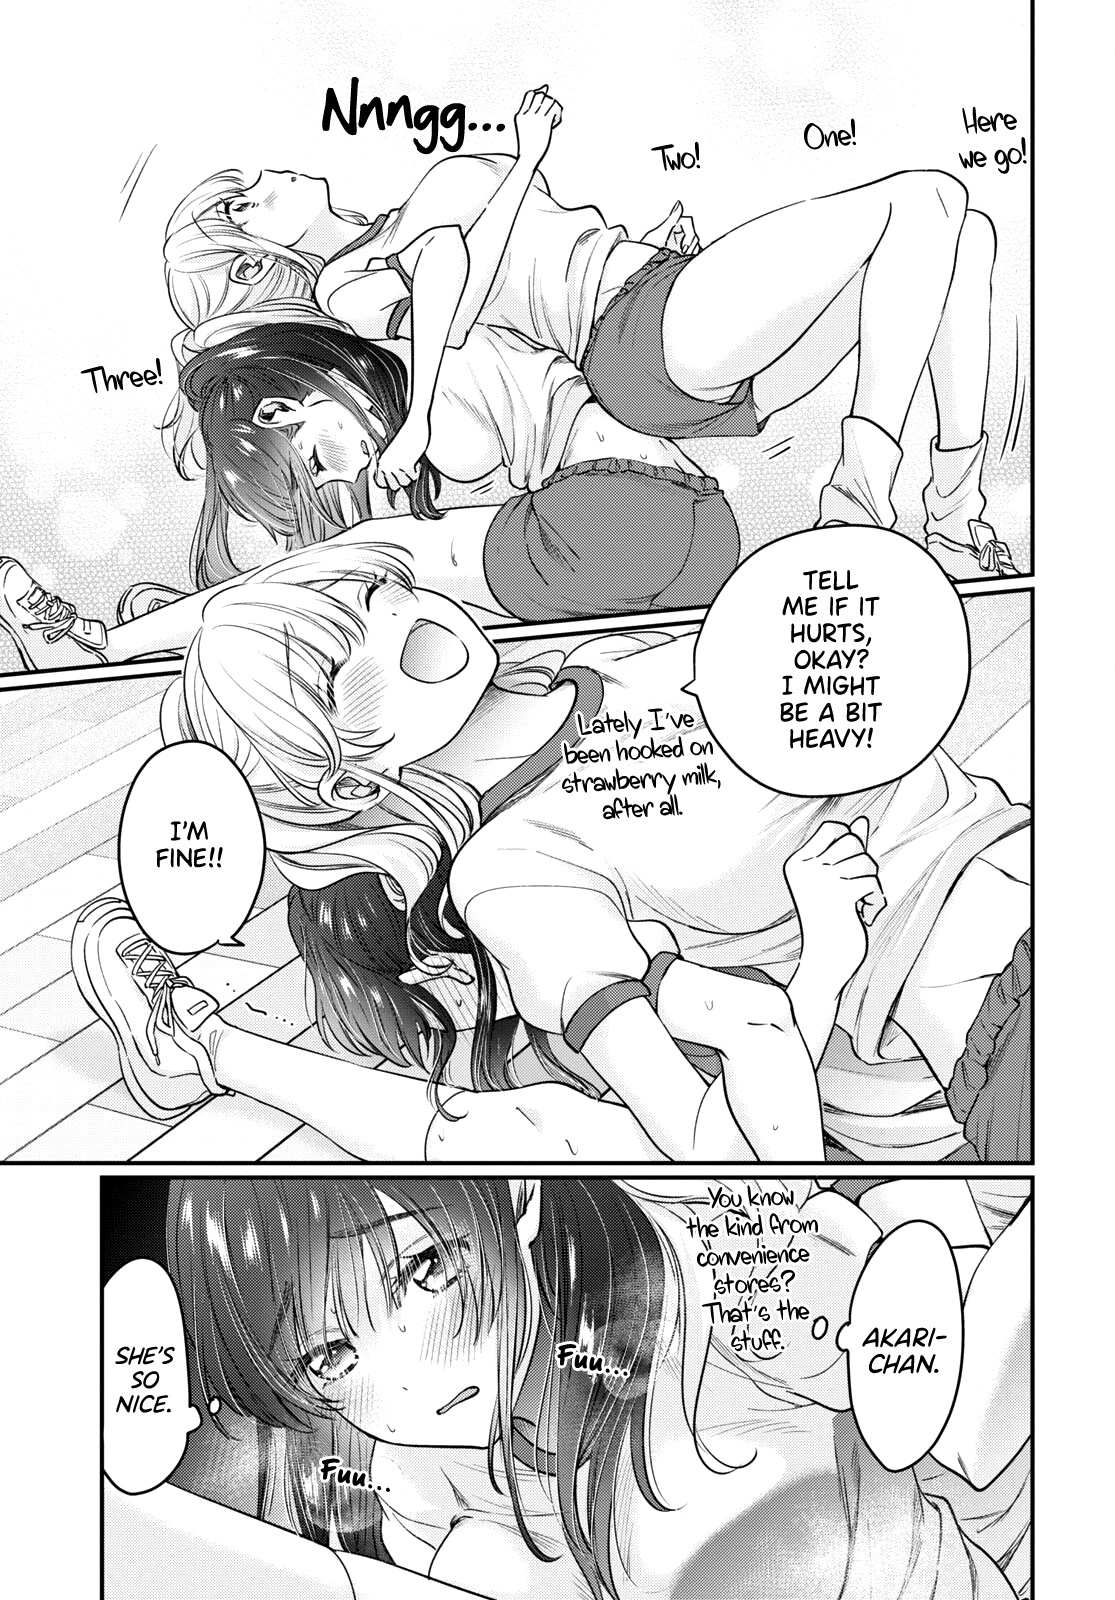 Here
we go!
One!
Two!
Nnngg...
Three!
TELL
ME IF IT
HURTS,
OKAY?
I MIGHT
BE A BIT
HEAVY!
Lately I've
been hooked on
strawberry milk,
after all.
I'M
FINE!!
You know
the kind from
convenience
stores?
That's the
stuff.
AKARI-
CHAN.
Fuu...
Fuu...
SHE'S
SO
NICE.